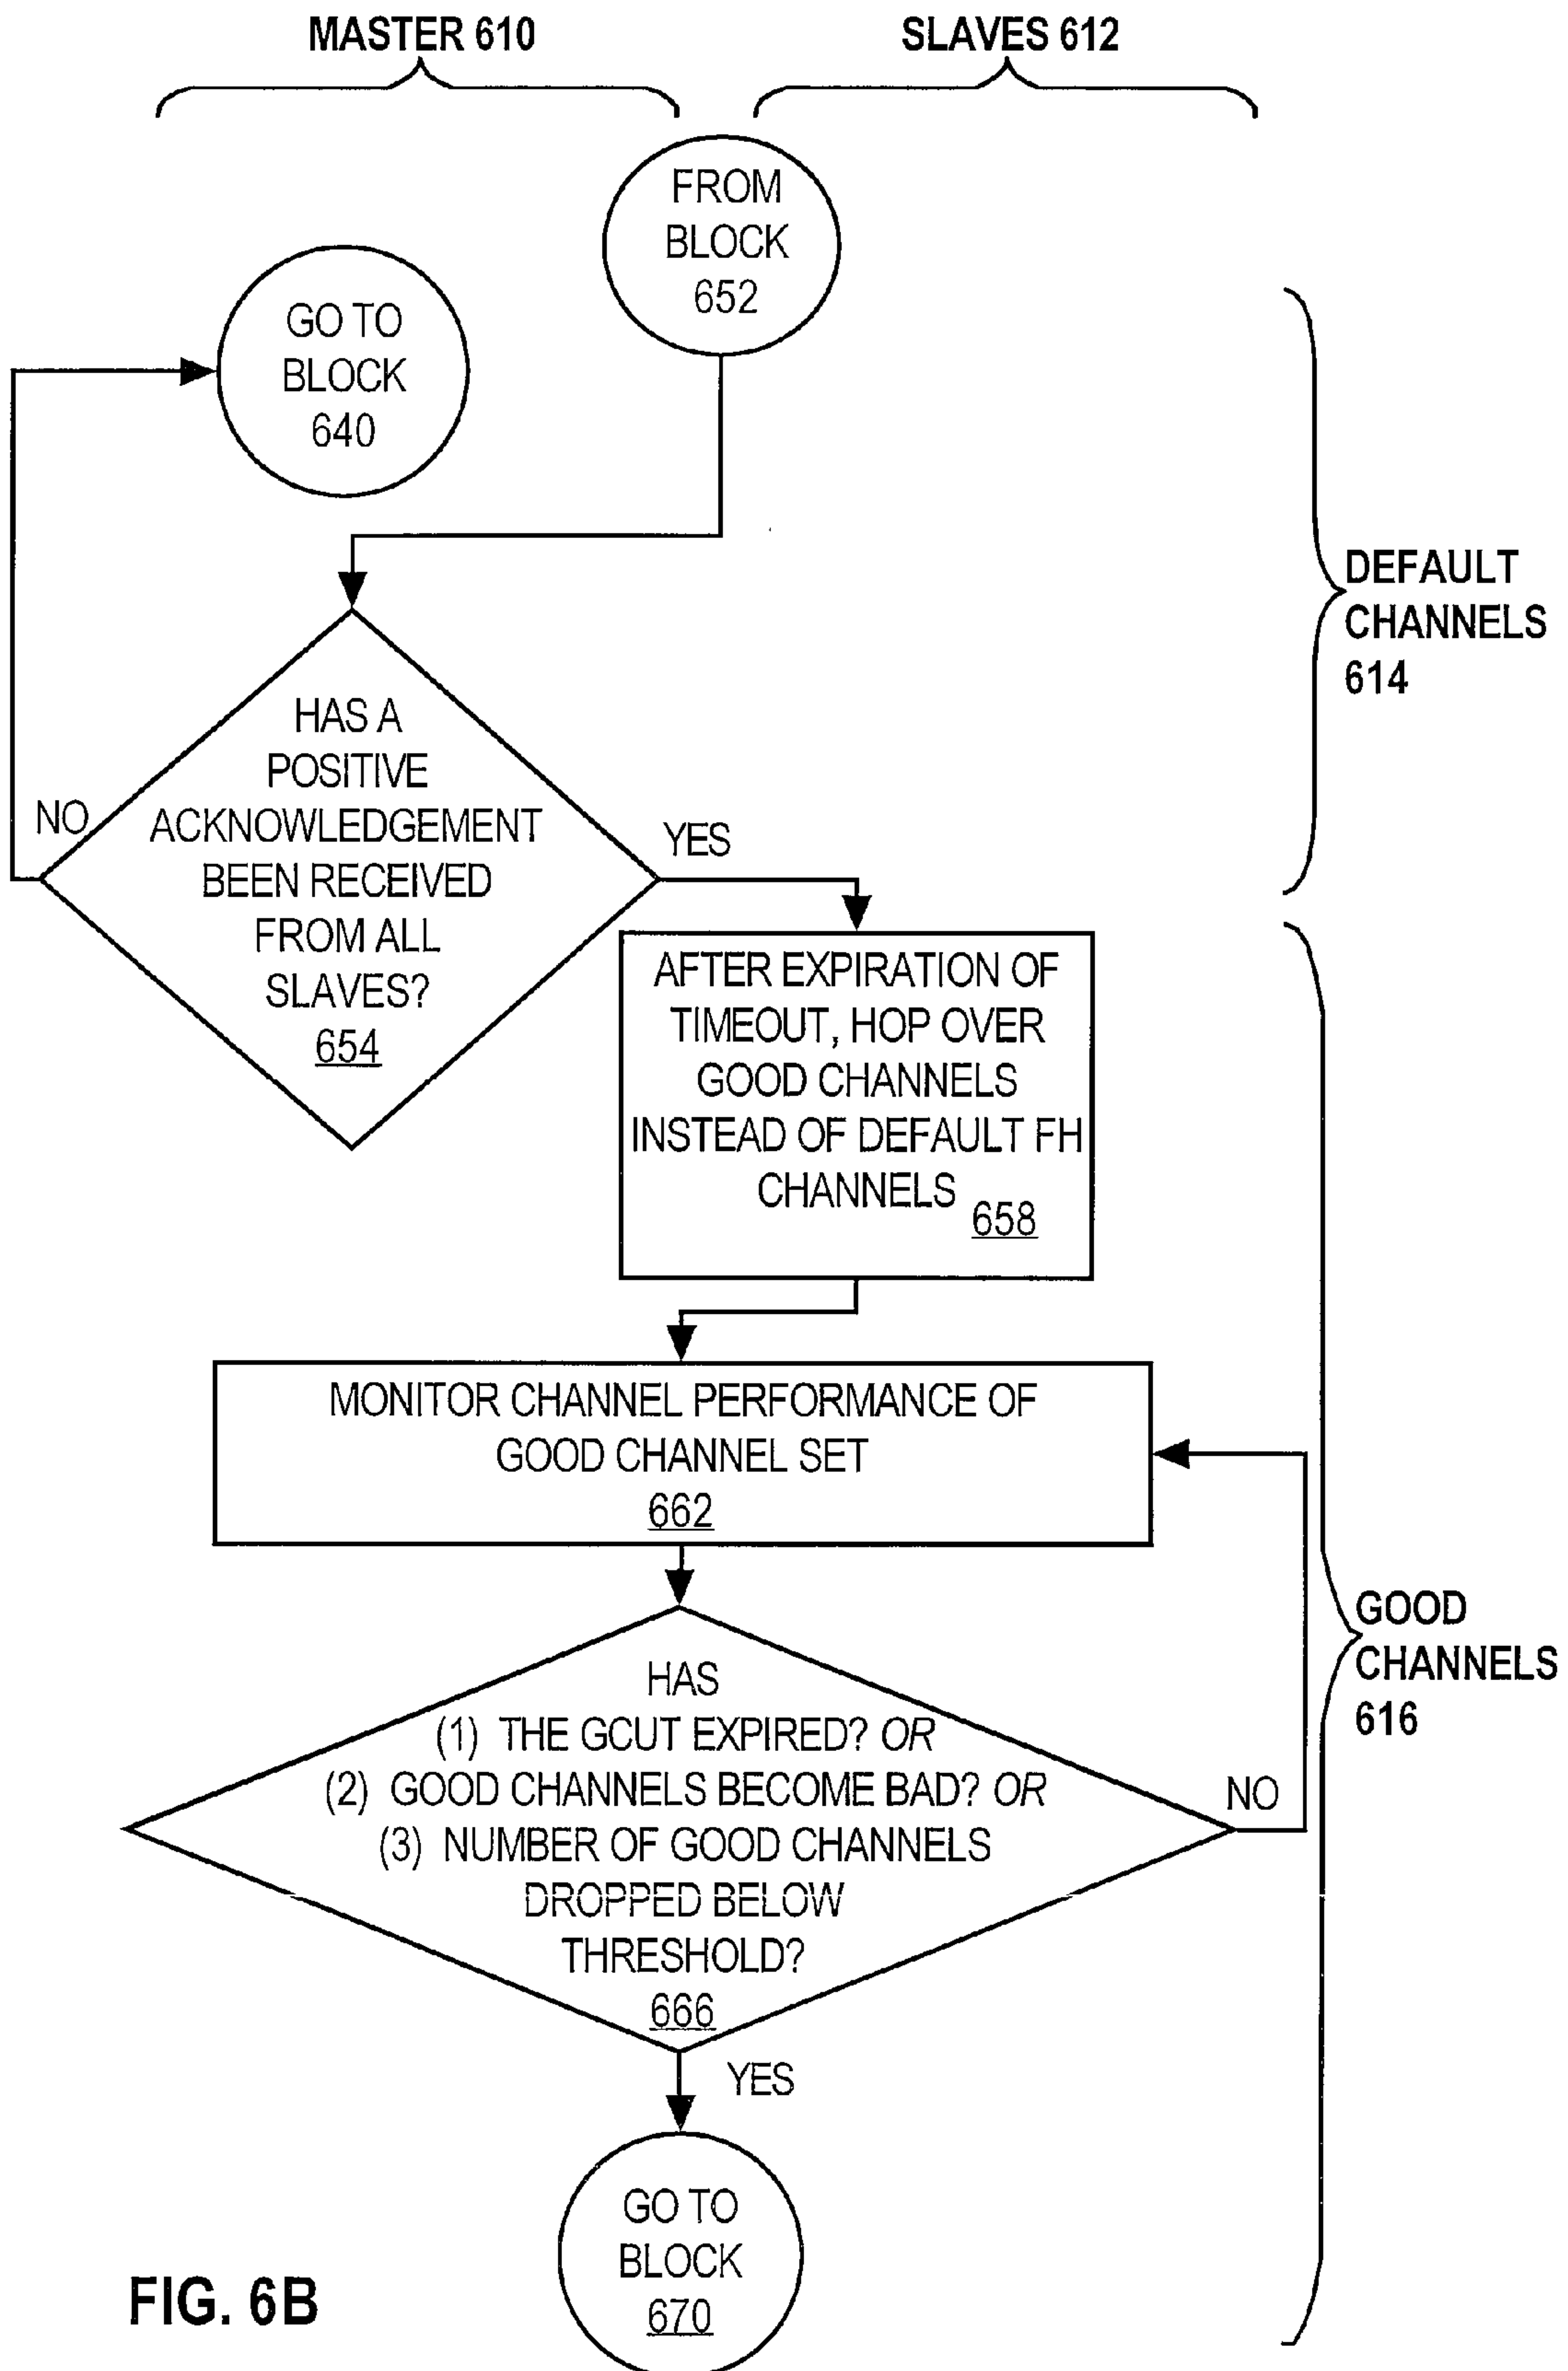 MASTER 610
SLAVES 612
FROM
BLOCK
652
GO TO
BLOCK
640
DEFAULT
CHANNELS
614
HAS A
POSITIVE
ACKNOWLEDGEMENT
BEEN RECEIVED
FROM ALL
SLAVES?
654
NO
YES
AFTER EXPIRATION OF
TIMEOUT, HOP OVER
GOOD CHANNELS
INSTEAD OF DEFAULT FH
CHANNELS
658
MONITOR CHANNEL PERFORMANCE OF
GOOD CHANNEL SET
662
GOOD
CHANNELS
616
HAS
(1) THE GCUT EXPIRED? OR
(2) GOOD CHANNELS BECOME BAD? OR
(3) NUMBER OF GOOD CHANNELS
DROPPED BELOW
THRESHOLD?
666
NO
YES
GO TO
BLOCK
670
FIG. 6B